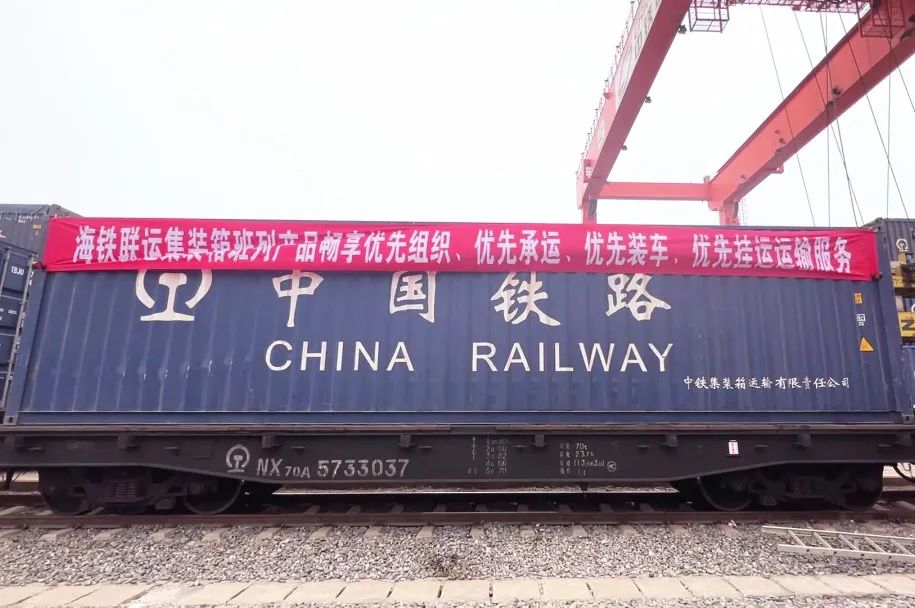 海铁联运集装箱班列产品畅享优先组织、优先承运、优先装车、优先挂运运输服务
中国铁路
CHINA RAILWAY
中铁集装箱运输有限责任公司
NX70A 5733037
70t
TBJU